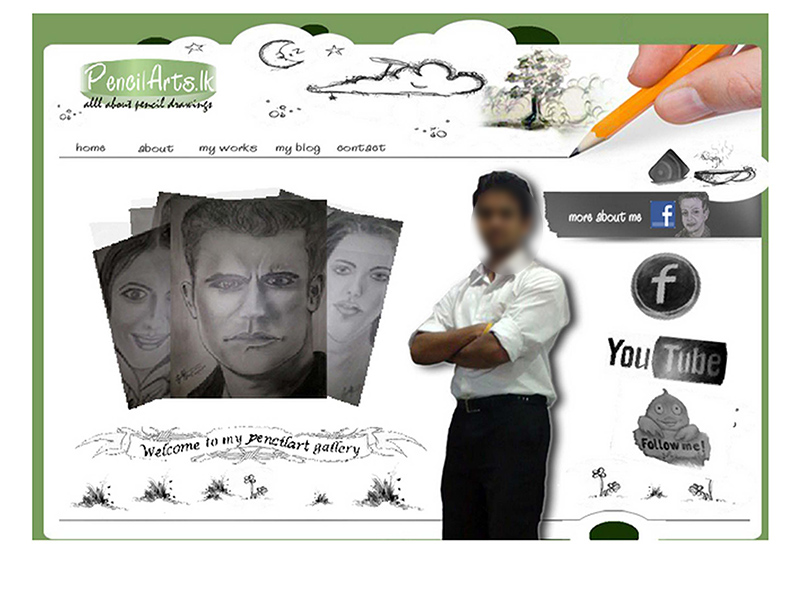 PencilArts.lk
alll about pencil drawings
home about my works my blog contact
more about me f
f
You Tube
Welcome to my pencilart gallery
Follow me!